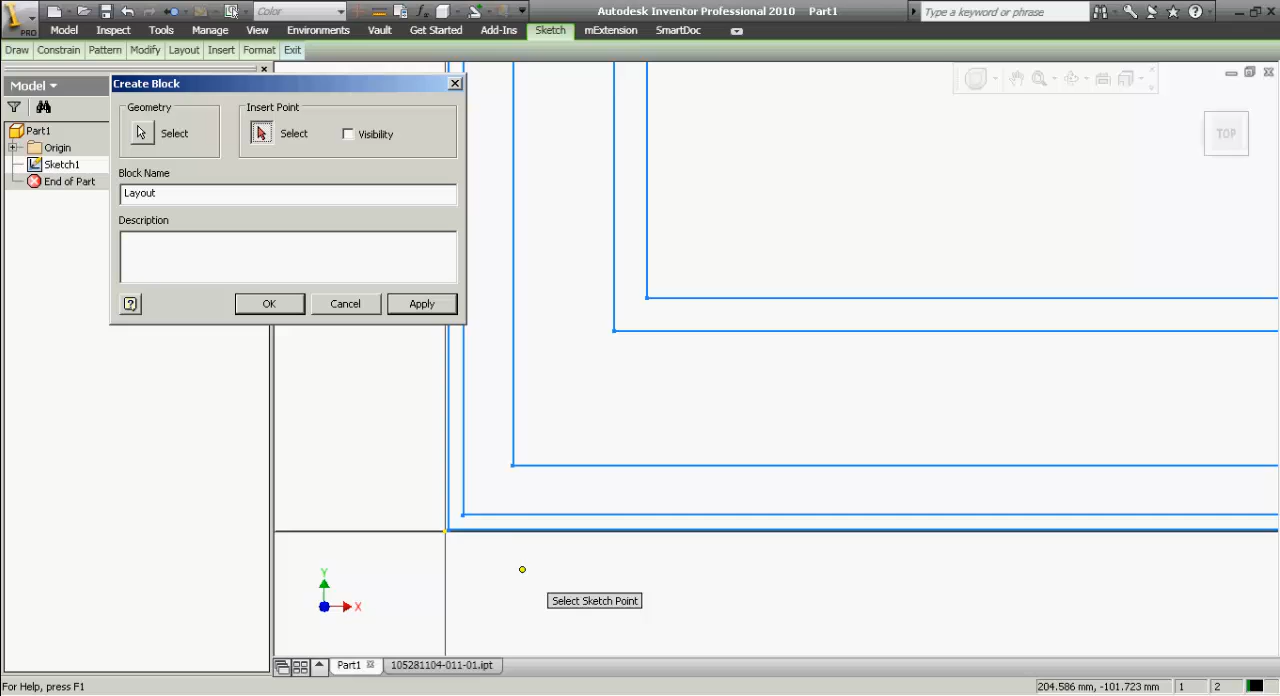 Color
Autodesk Inventor Professional 2010 Part1
Type a keyword or phrase
PRO
Model Inspect Tools Manage View Environments Vault Get Started Add-Ins Sketch mExtension SmartDoc
Draw Constrain Pattern Modify Layout Insert Format Exit
Model
Create Block
Geometry
Insert Point
Select
Select
Visibility
Block Name
Layout
Description
OK
Cancel
Apply
Part1
Origin
Sketch1
End of Part
TOP
Y
X
Select Sketch Point
Part1
105281104-011-01.ipt
For Help, press F1
204.586 mm, -101.723 mm
1
2